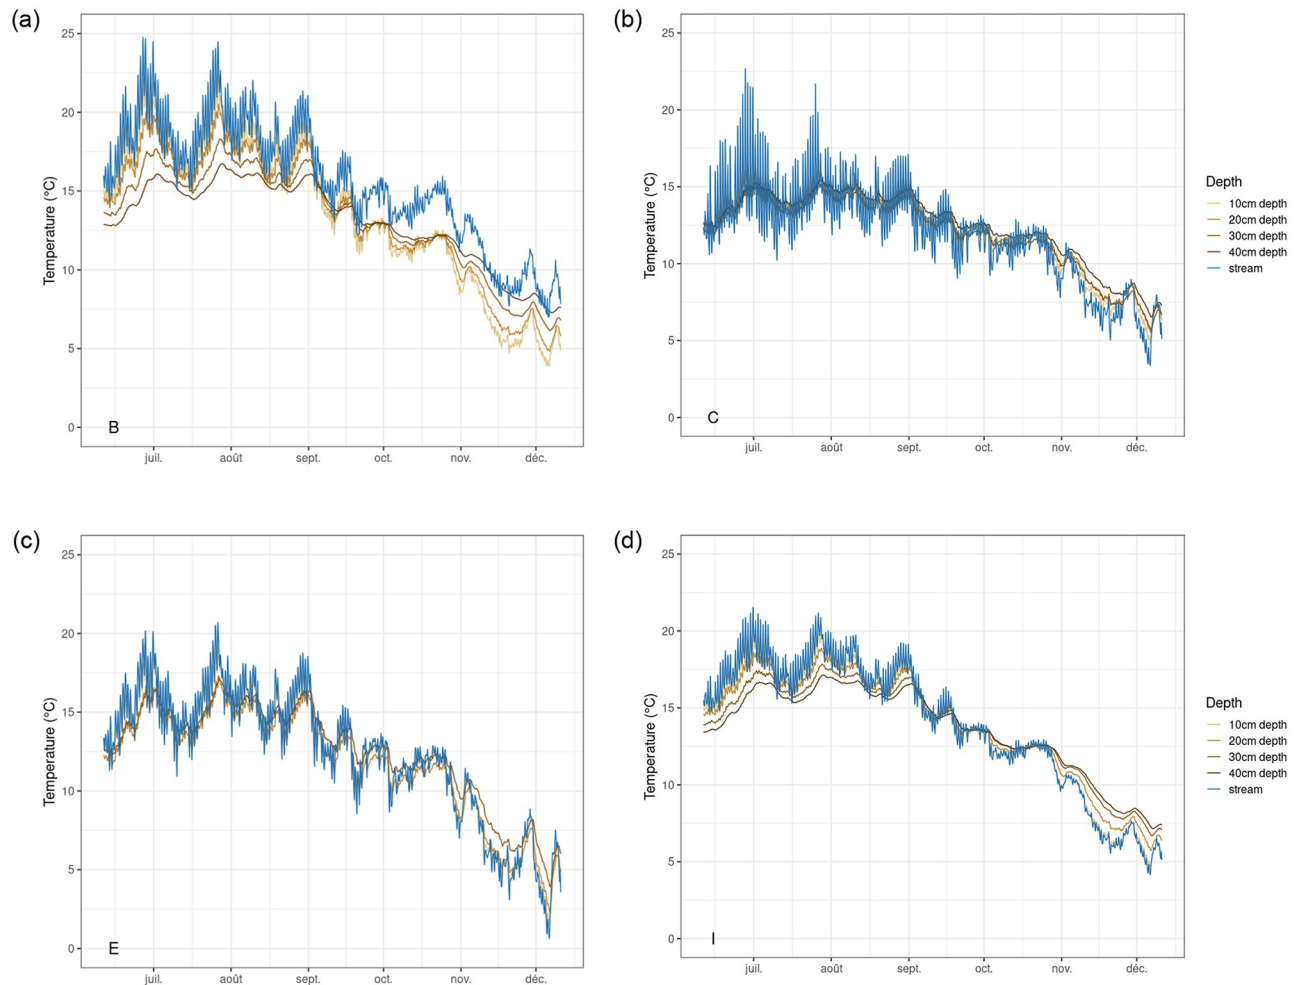 (a)
25
20
15
10
5
0
Temperature (°C)
B
juil. août sept. oct. nov. déc.
(b)
25
20
15
10
5
0
Temperature (°C)
C
juil. août sept. oct. nov. déc.
Depth
10cm depth
20cm depth
30cm depth
40cm depth
stream
(c)
25
20
15
10
5
0
Temperature (°C)
E
juil. août sept. oct. nov. déc.
(d)
25
20
15
10
5
0
Temperature (°C)
I
juil. août sept. oct. nov. déc.
Depth
10cm depth
20cm depth
30cm depth
40cm depth
stream